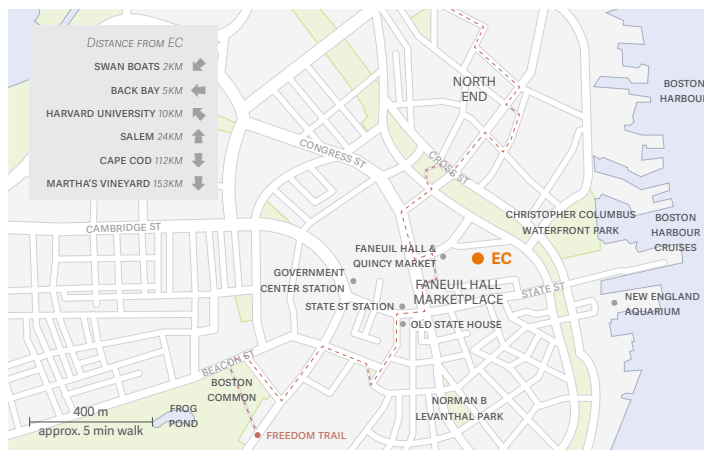 DISTANCE FROM EC
SWAN BOATS 2KM
BACK BAY 5KM
HARVARD UNIVERSITY 10KM
SALEM 24KM
CAPE COD 112KM
MARTHA'S VINEYARD 153KM
NORTH
END
BOSTON
HARBOUR
CONGRESS ST
CROSS ST
CHRISTOPHER COLUMBUS
WATERFRONT PARK
BOSTON
HARBOUR
CRUISES
CAMBRIDGE ST
FANEUIL HALL &
QUINCY MARKET
EC
GOVERNMENT
CENTER STATION
FANEUIL HALL
MARKETPLACE
STATE ST
STATE ST STATION
NEW ENGLAND
AQUARIUM
OLD STATE HOUSE
BEACON ST
BOSTON
COMMON
NORMAN B
LEVANTHAL PARK
400 m
approx. 5 min walk
FROG
POND
FREEDOM TRAIL